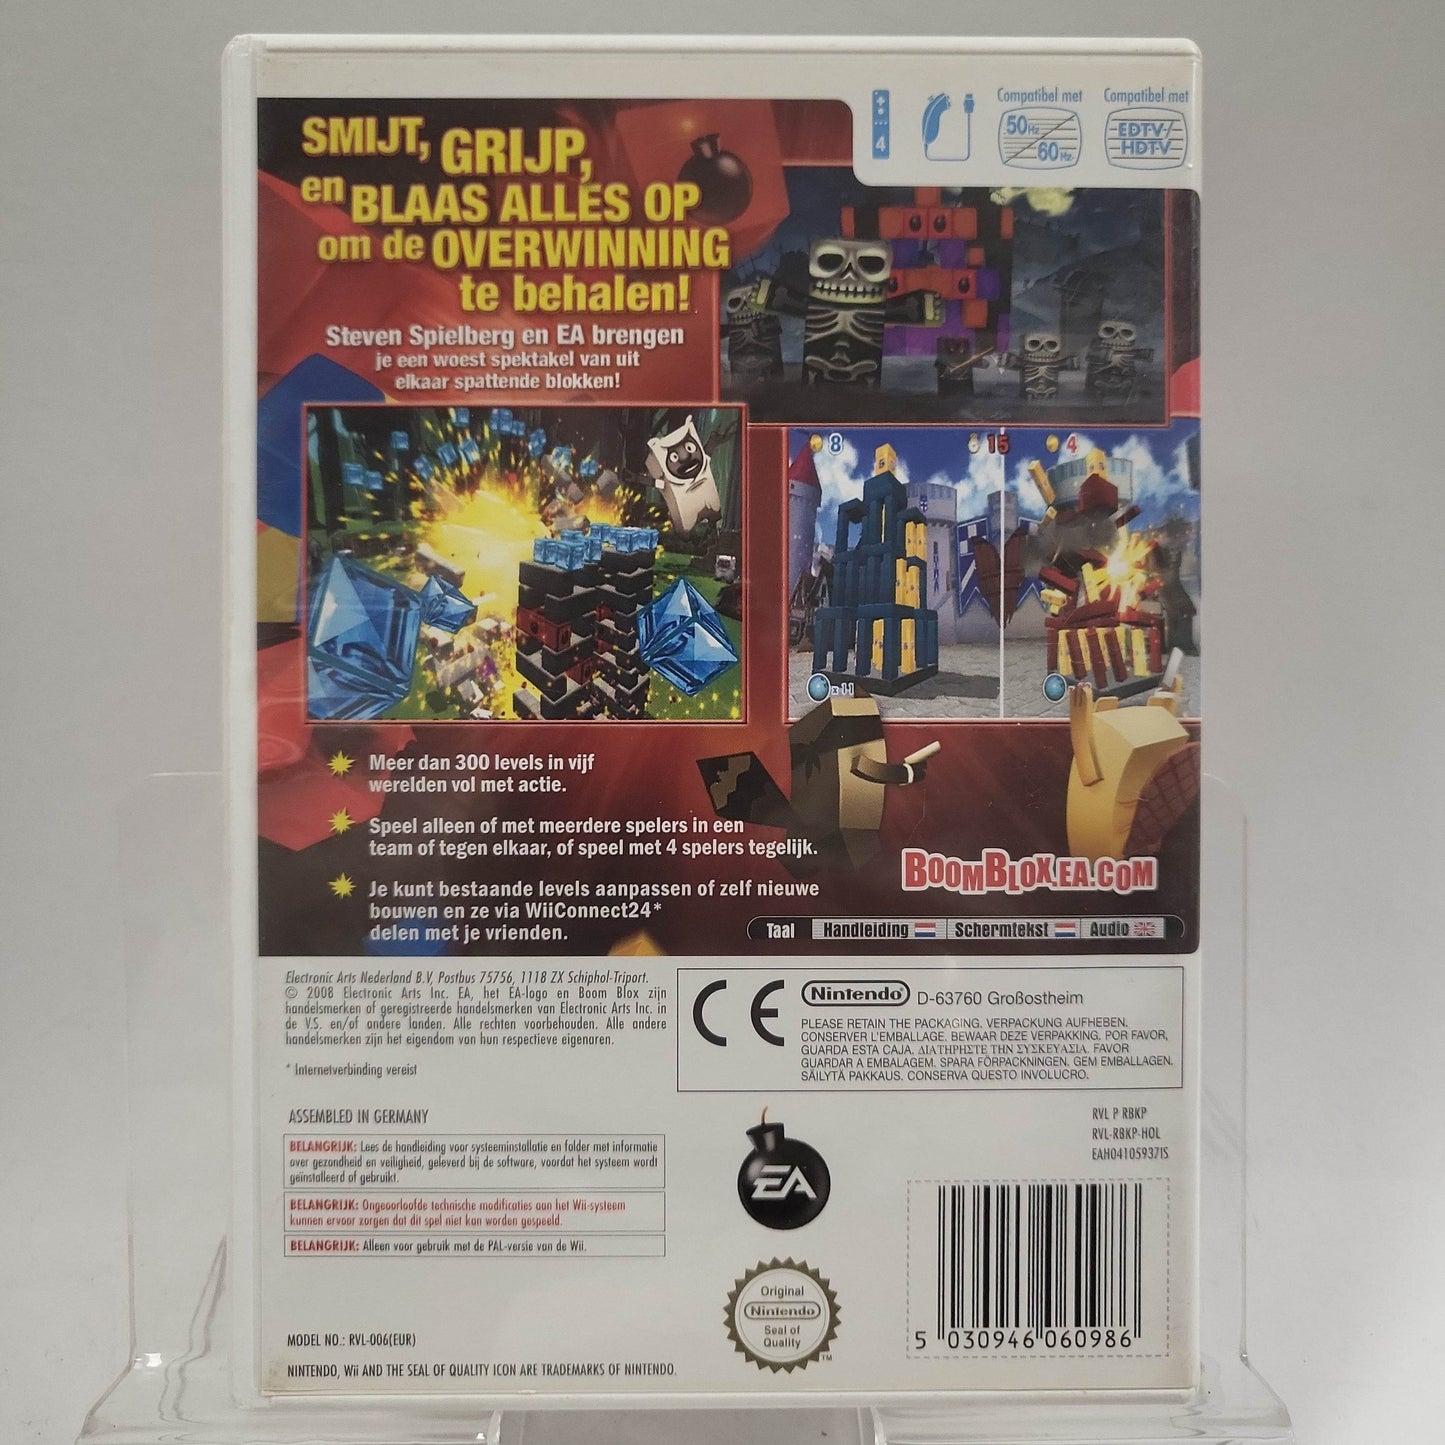 Compatibel met
50Hz
60Hz
Compatibel met
EDTV/
HDTV
4
SMIJT, GRIJP,
en BLAAS ALLES OP
om de OVERWINNING
te behalen!
Steven Spielberg en EA brengen
je een woest spektakel van uit
elkaar spattende blokken!
8
15
4
x11
Meer dan 300 levels in vijf
werelden vol met actie.
Speel alleen of met meerdere spelers in een
team of tegen elkaar, of speel met 4 spelers tegelijk.
Je kunt bestaande levels aanpassen of zelf nieuwe
bouwen en ze via WiiConnect24*
delen met je vrienden.
BOOMBLOX.EA.COM
Taal Handleiding Schermtekst Audio
Electronic Arts Nederland B.V, Postbus 75756, 1118 ZX Schiphol-Triport.
© 2008 Electronic Arts Inc. EA, het EA-logo en Boom Blox zijn
handelsmerken of geregistreerde handelsmerken van Electronic Arts Inc. in
de V.S. en/of andere landen. Alle rechten voorbehouden. Alle andere
handelsmerken zijn het eigendom van hun respectieve eigenaren.
* Internetverbinding vereist
CE
Nintendo D-63760 Großostheim
PLEASE RETAIN THE PACKAGING. VERPACKUNG AUFHEBEN.
CONSERVER L'EMBALLAGE. BEWAAR DEZE VERPAKKING. POR FAVOR,
GUARDA ESTA CAJA. ΔΙΑΤΗΡΗΣΤΕ ΤΗΝ ΣΥΣΚΕΥΑΣΙΑ. FAVOR
GUARDAR A EMBALAGEM. SPARA FÖRPACKNINGEN. GEM EMBALLAGEN.
SÄILYTÄ PAKKAUS. CONSERVA QUESTO INVOLUCRO.
ASSEMBLED IN GERMANY
BELANGRIJK: Lees de handleiding voor systeeminstallatie en folder met informatie
over gezondheid en veiligheid, geleverd bij de software, voordat het systeem wordt
geïnstalleerd of gebruikt.
BELANGRIJK: Ongeoorloofde technische modificaties aan het Wii-systeem
kunnen ervoor zorgen dat dit spel niet kan worden gespeeld.
BELANGRIJK: Alleen voor gebruik met de PAL-versie van de Wii.
EA
RVL P RBKP
RVL-RBKP-HOL
EAH04105937IS
Original
Nintendo
Seal of
Quality
TM
5 030946 060986
MODEL NO.: RVL-006(EUR)
NINTENDO, Wii AND THE SEAL OF QUALITY ICON ARE TRADEMARKS OF NINTENDO.